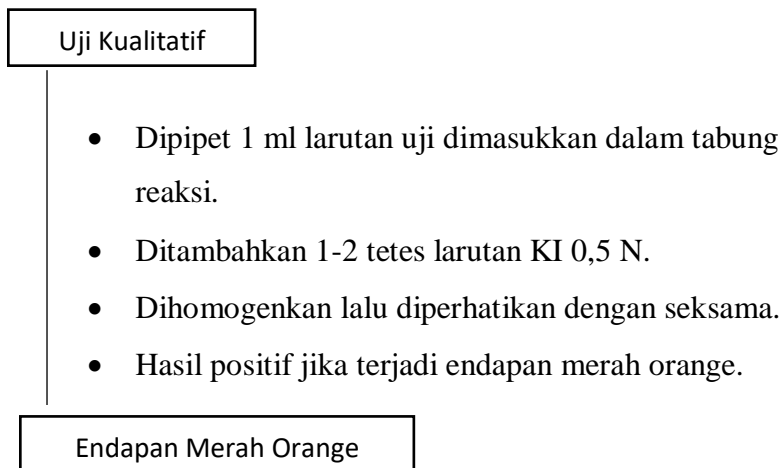 Uji Kualitatif
• Dipipet 1 ml larutan uji dimasukkan dalam tabung
reaksi.
• Ditambahkan 1-2 tetes larutan KI 0,5 N.
• Dihomogenkan lalu diperhatikan dengan seksama.
• Hasil positif jika terjadi endapan merah orange.
Endapan Merah Orange